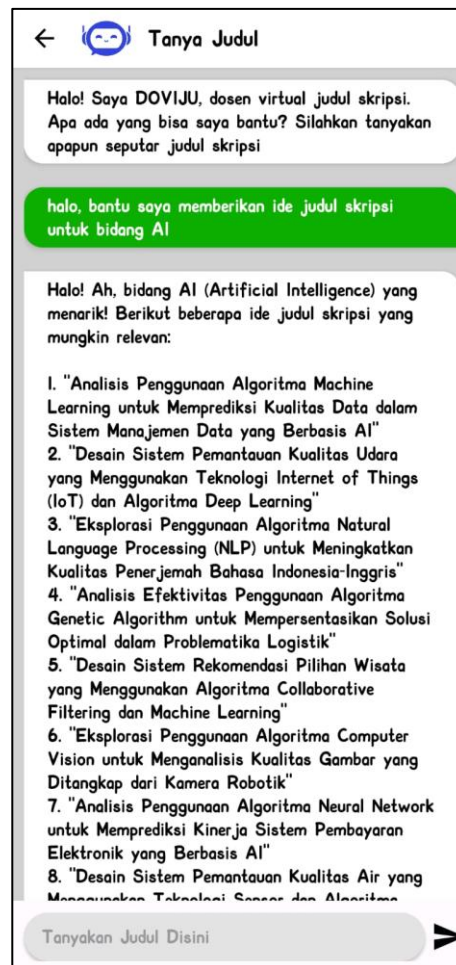 Tanya Judul
Halo! Saya DOVIJU, dosen virtual judul skripsi.
Apa ada yang bisa saya bantu? Silahkan tanyakan
apapun seputar judul skripsi
halo, bantu saya memberikan ide judul skripsi
untuk bidang AI
Halo! Ah, bidang AI (Artificial Intelligence) yang
menarik! Berikut beberapa ide judul skripsi yang
mungkin relevan:
1. "Analisis Penggunaan Algoritma Machine
Learning untuk Memprediksi Kualitas Data dalam
Sistem Manajemen Data yang Berbasis AI"
2. "Desain Sistem Pemantauan Kualitas Udara
yang Menggunakan Teknologi Internet of Things
(IoT) dan Algoritma Deep Learning"
3. "Eksplorasi Penggunaan Algoritma Natural
Language Processing (NLP) untuk Meningkatkan
Kualitas Penerjemah Bahasa Indonesia-Inggris"
4. "Analisis Efektivitas Penggunaan Algoritma
Genetic Algorithm untuk Mempersentasikan Solusi
Optimal dalam Problematika Logistik"
5. "Desain Sistem Rekomendasi Pilihan Wisata
yang Menggunakan Algoritma Collaborative
Filtering dan Machine Learning"
6. "Eksplorasi Penggunaan Algoritma Computer
Vision untuk Menganalisis Kualitas Gambar yang
Ditangkap dari Kamera Robotik"
7. "Analisis Penggunaan Algoritma Neural Network
untuk Memprediksi Kinerja Sistem Pembayaran
Elektronik yang Berbasis AI"
8. "Desain Sistem Pemantauan Kualitas Air yang
Menggunakan Teknologi Sensor dan Algoritma
Tanyakan Judul Disini